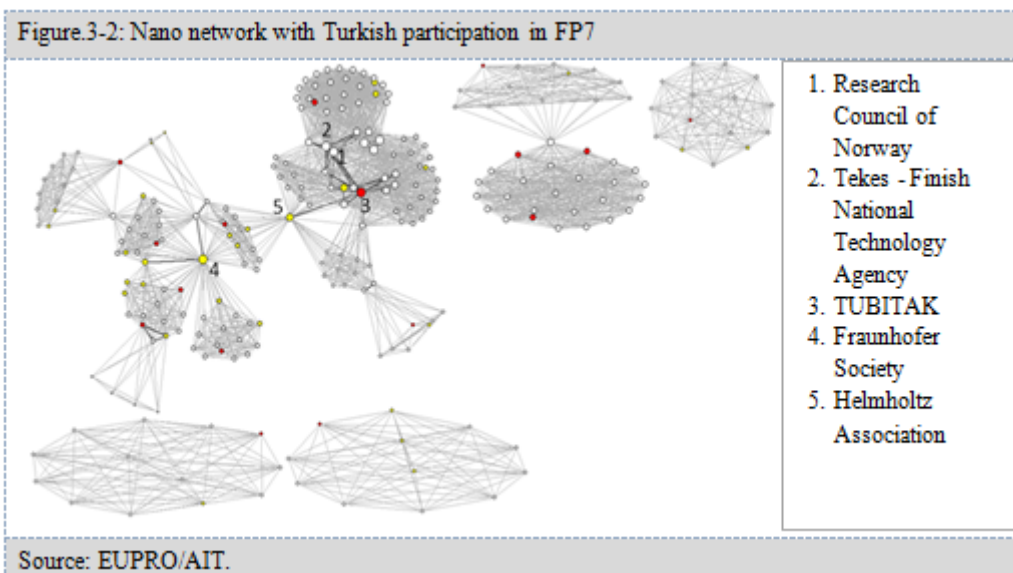 Figure.3-2: Nano network with Turkish participation in FP7
2
1
3
5
4
1. Research
Council of
Norway
2. Tekes - Finish
National
Technology
Agency
3. TUBITAK
4. Fraunhofer
Society
5. Helmholtz
Association
Source: EUPRO/AIT.